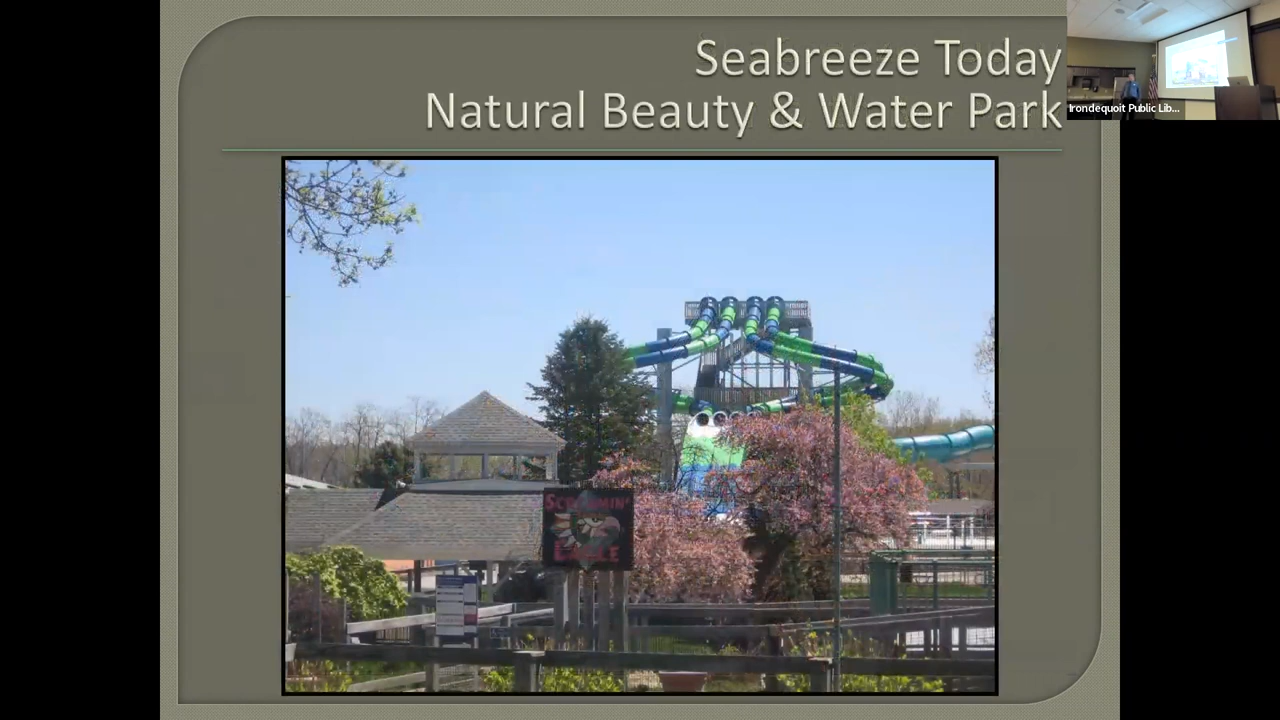 Seabreeze Today
Natural Beauty & Water Park
Irondequoit Public Lib...
SCREAMIN'
EAGLE